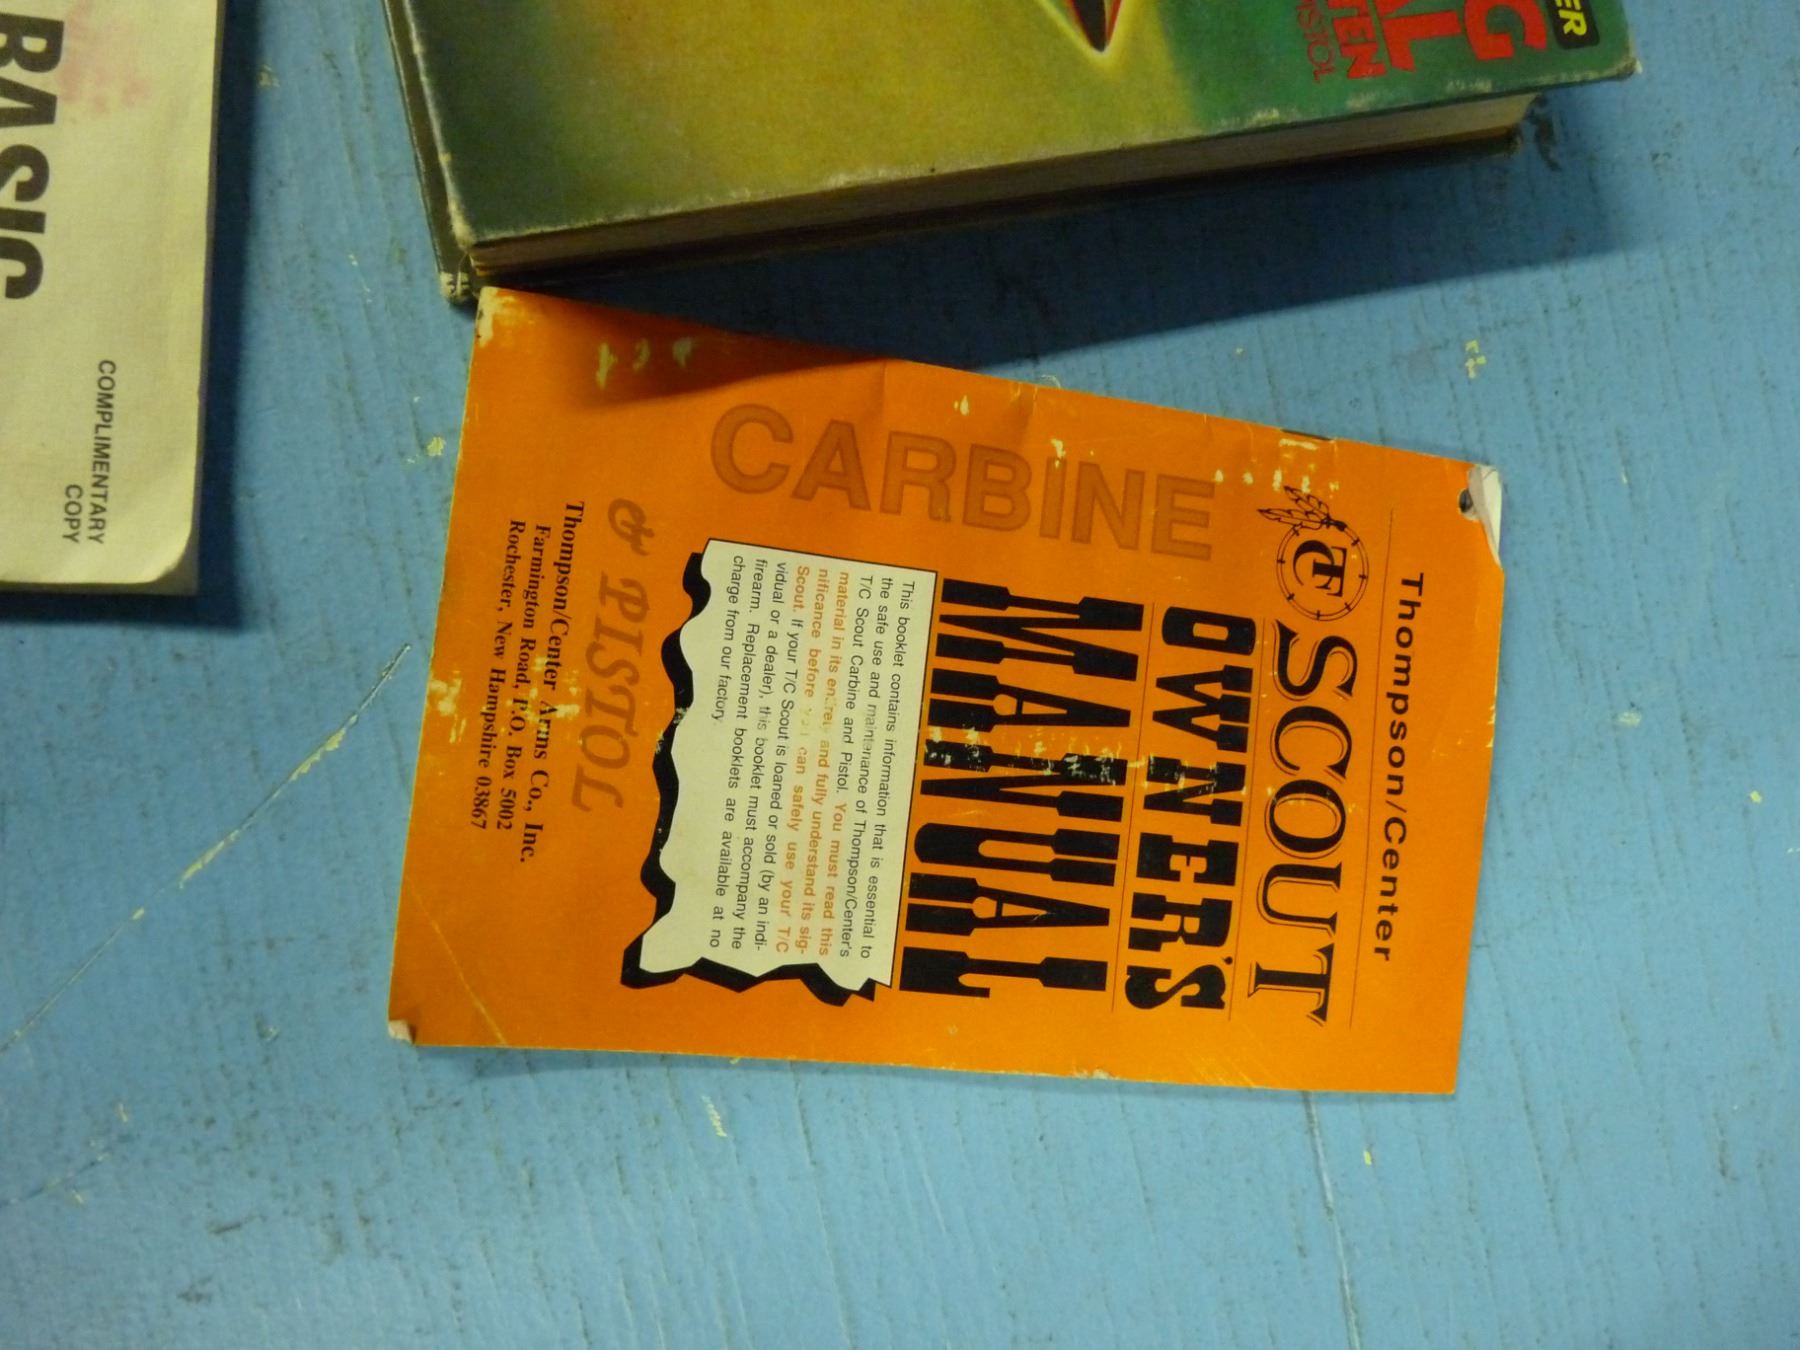 Thompson/Center
TC
SCOUT
OWNER'S
MANUAL
CARBINE
This booklet contains information that is essential to
the safe use and maintenance of Thompson/Center's
T/C Scout Carbine and Pistol. You must read this
material in its entirety and fully understand its sig-
nificance before you can safely use your T/C
Scout. If your T/C Scout is loaned or sold (by an indi-
vidual or a dealer), this booklet must accompany the
firearm. Replacement booklets are available at no
charge from our factory.
& PISTOL
Thompson/Center Arms Co., Inc.
Farmington Road, P.O. Box 5002
Rochester, New Hampshire 03867
BASIC
COMPLIMENTARY
COPY